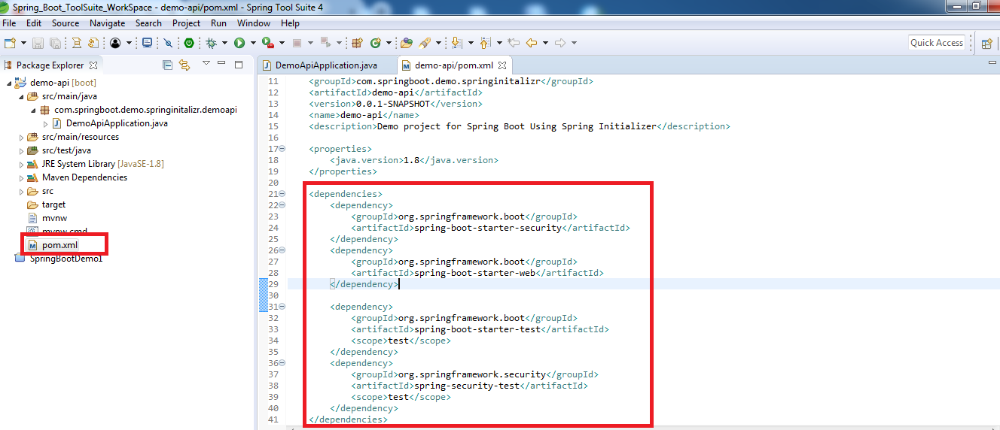 Spring_Boot_ToolSuite_WorkSpace - demo-api/pom.xml - Spring Tool Suite 4
File Edit Source Navigate Search Project Run Window Help
Quick Access
Package Explorer
demo-api [boot]
src/main/java
com.springboot.demo.springinitalizr.demoapi
DemoApiApplication.java
src/main/resources
src/test/java
JRE System Library [JavaSE-1.8]
Maven Dependencies
src
target
mvnw
mvnw.cmd
pom.xml
SpringBootDemo1
DemoApiApplication.java demo-api/pom.xml
11 <groupId>com.springboot.demo.springinitalizr</groupId>
12 <artifactId>demo-api</artifactId>
13 <version>0.0.1-SNAPSHOT</version>
14 <name>demo-api</name>
15 <description>Demo project for Spring Boot Using Spring Initializer</description>
16
17 <properties>
18 <java.version>1.8</java.version>
19 </properties>
20
21 <dependencies>
22 <dependency>
23 <groupId>org.springframework.boot</groupId>
24 <artifactId>spring-boot-starter-security</artifactId>
25 </dependency>
26 <dependency>
27 <groupId>org.springframework.boot</groupId>
28 <artifactId>spring-boot-starter-web</artifactId>
29 </dependency>
30
31 <dependency>
32 <groupId>org.springframework.boot</groupId>
33 <artifactId>spring-boot-starter-test</artifactId>
34 <scope>test</scope>
35 </dependency>
36 <dependency>
37 <groupId>org.springframework.security</groupId>
38 <artifactId>spring-security-test</artifactId>
39 <scope>test</scope>
40 </dependency>
41 </dependencies>